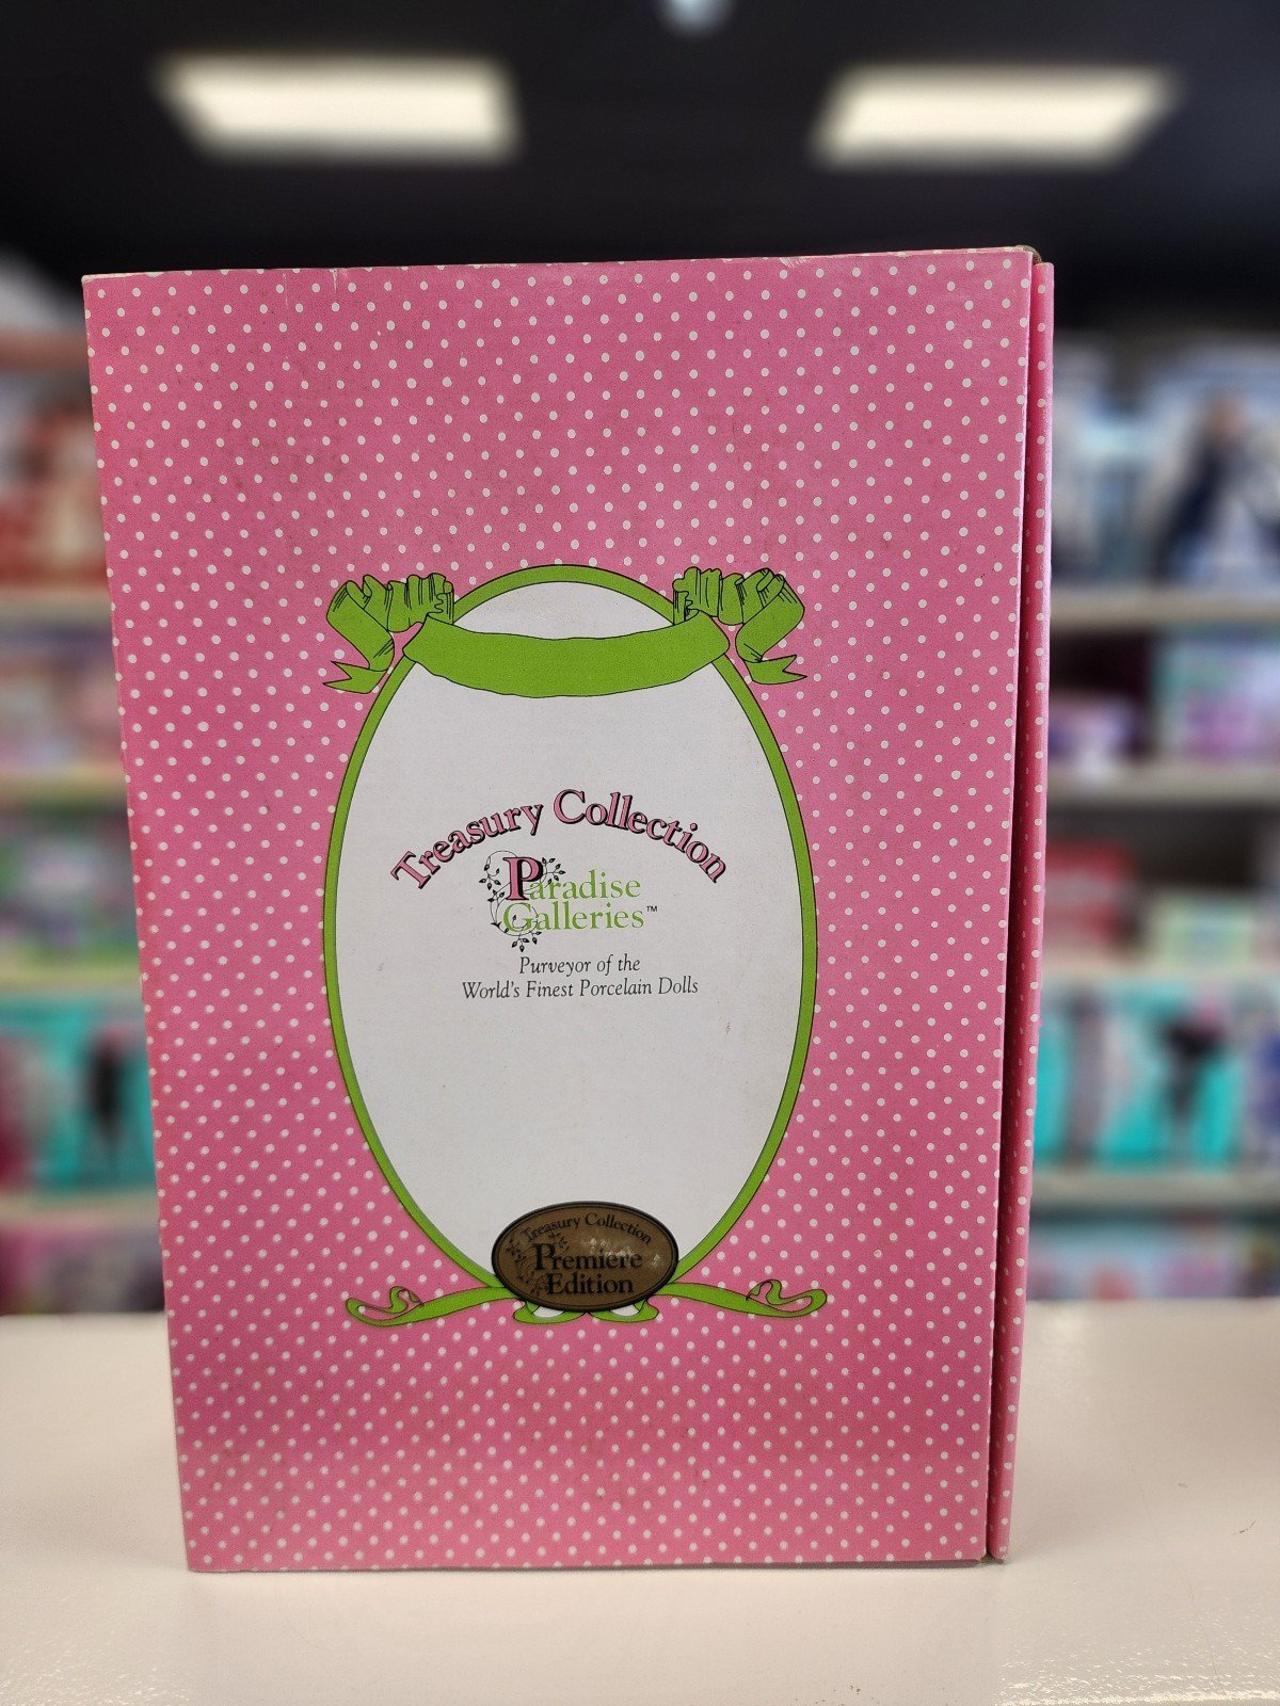 Treasury Collection
Paradise
Galleries™
Purveyor of the
World's Finest Porcelain Dolls
Treasury Collection
Premiere
Edition